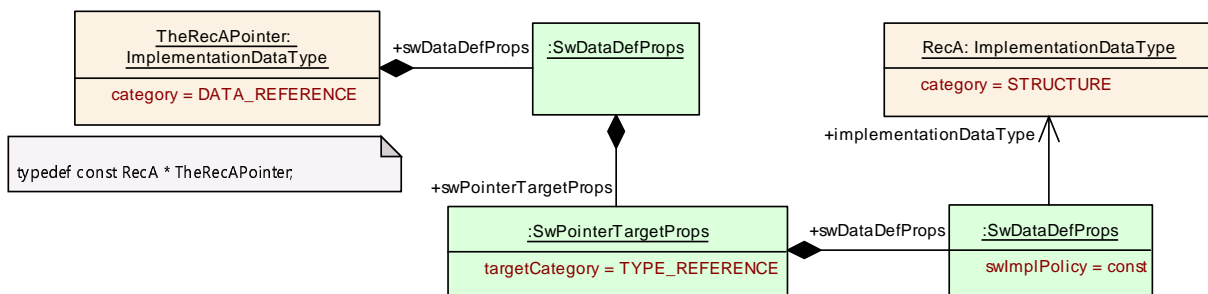 TheRecAPointer:
ImplementationDataType
category = DATA_REFERENCE
+swDataDefProps
:SwDataDefProps
RecA: ImplementationDataType
category = STRUCTURE
+implementationDataType
typedef const RecA * TheRecAPointer;
+swPointerTargetProps
:SwPointerTargetProps
targetCategory = TYPE_REFERENCE
+swDataDefProps
:SwDataDefProps
swImplPolicy = const